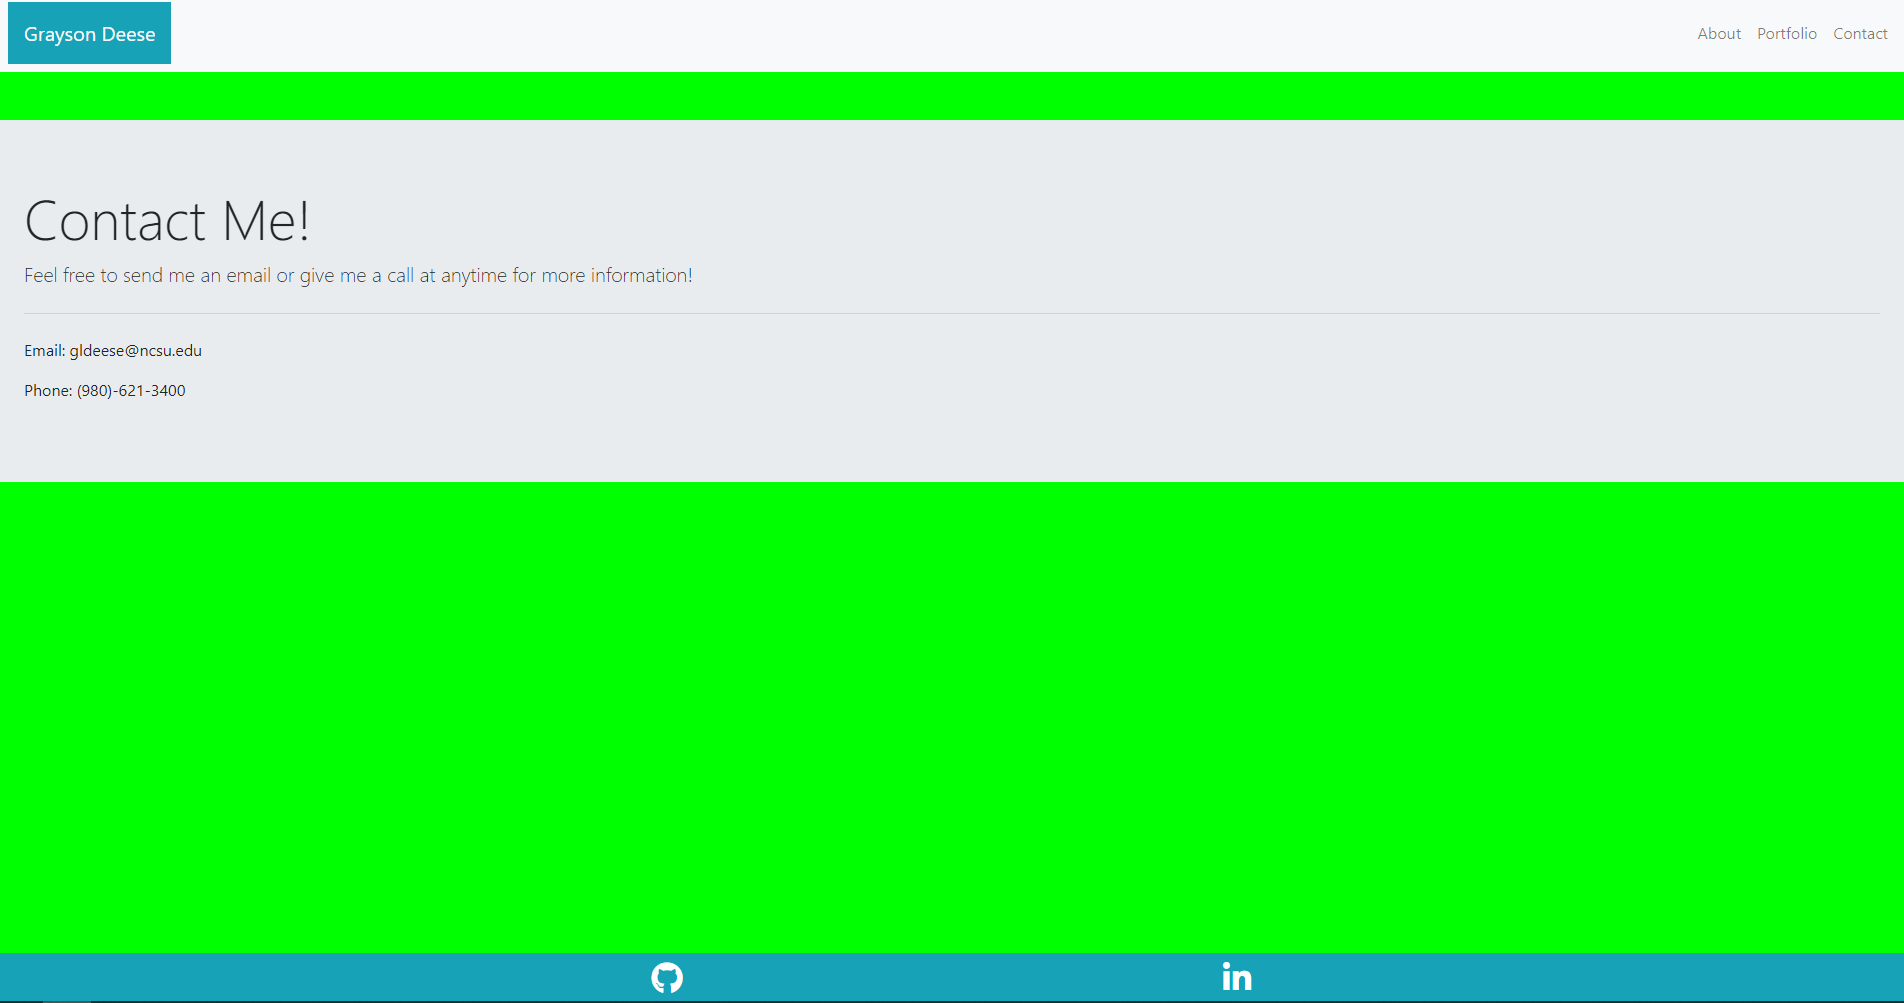 Grayson Deese
About Portfolio Contact
Contact Me!
Feel free to send me an email or give me a call at anytime for more information!
Email: gldeese@ncsu.edu
Phone: (980)-621-3400
in